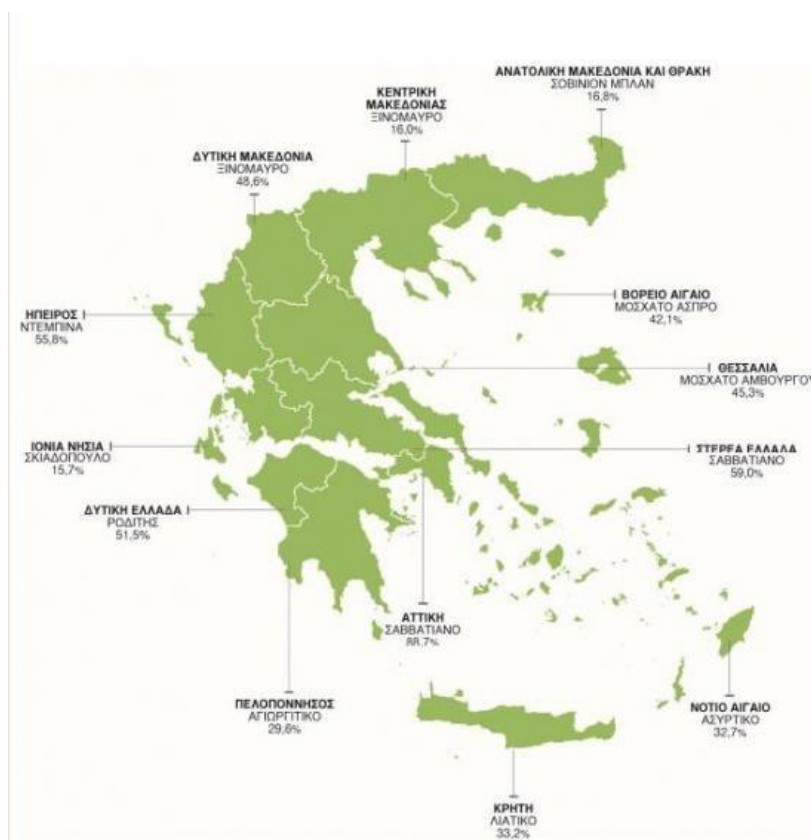 ΑΝΑΤΟΛΙΚΗ ΜΑΚΕΔΟΝΙΑ ΚΑΙ ΘΡΑΚΗ
ΣΟΒΙΝΙΟΝ ΜΠΛΑΝ
16,8%
ΚΕΝΤΡΙΚΗ
ΜΑΚΕΔΟΝΙΑΣ
ΞΙΝΟΜΑΥΡΟ
16,0%
ΔΥΤΙΚΗ ΜΑΚΕΔΟΝΙΑ
ΞΙΝΟΜΑΥΡΟ
48,6%
ΒΟΡΕΙΟ ΑΙΓΑΙΟ
ΜΟΣΧΑΤΟ ΑΣΠΡΟ
42,1%
ΗΠΕΙΡΟΣ
ΝΤΕΜΠΙΝΑ
55,8%
ΘΕΣΣΑΛΙΑ
ΜΟΣΧΑΤΟ ΑΜΒΟΥΡΓΟΥ
45,3%
ΙΟΝΙΑ ΝΗΣΙΑ
ΣΚΙΑΔΟΠΟΥΛΟ
15,7%
ΣΤΕΡΕΑ ΕΛΛΑΔΑ
ΣΑΒΒΑΤΙΑΝΟ
59,0%
ΔΥΤΙΚΗ ΕΛΛΑΔΑ
ΡΟΔΙΤΗΣ
51,5%
ΑΤΤΙΚΗ
ΣΑΒΒΑΤΙΑΝΟ
88,7%
ΠΕΛΟΠΟΝΝΗΣΟΣ
ΑΓΙΩΡΓΙΤΙΚΟ
29,6%
ΝΟΤΙΟ ΑΙΓΑΙΟ
ΑΣΥΡΤΙΚΟ
32,7%
ΚΡΗΤΗ
ΛΙΑΤΙΚΟ
33,2%